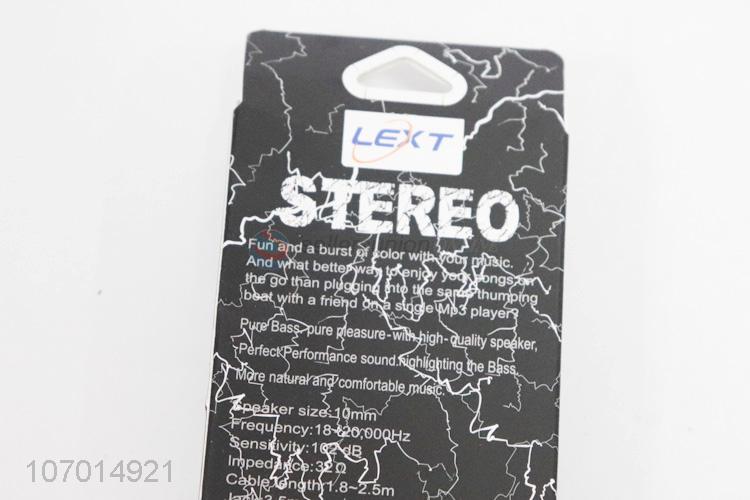 LEXT
STEREO
Fun and a burst of color with your music.
And what better way to enjoy your songs on
the go than plugging into the same thumping
beat with a friend on a single Mp3 player?
Pure Bass, pure pleasure-with high-quality speaker,
Perfect Performance sound.highlighting the Bass,
More natural and comfortable music.
Speaker size:10mm
Frequency:18~20,000Hz
Sensitivity:102dB
Impedance:32Ω
Cable length:1.8~2.5m
107014921